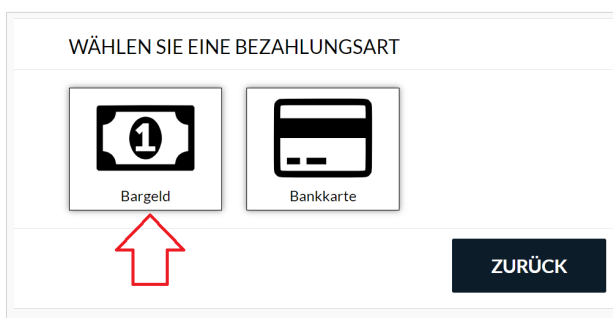 WÄHLEN SIE EINE BEZAHLUNGSART
1
Bargeld
Bankkarte
ZURÜCK